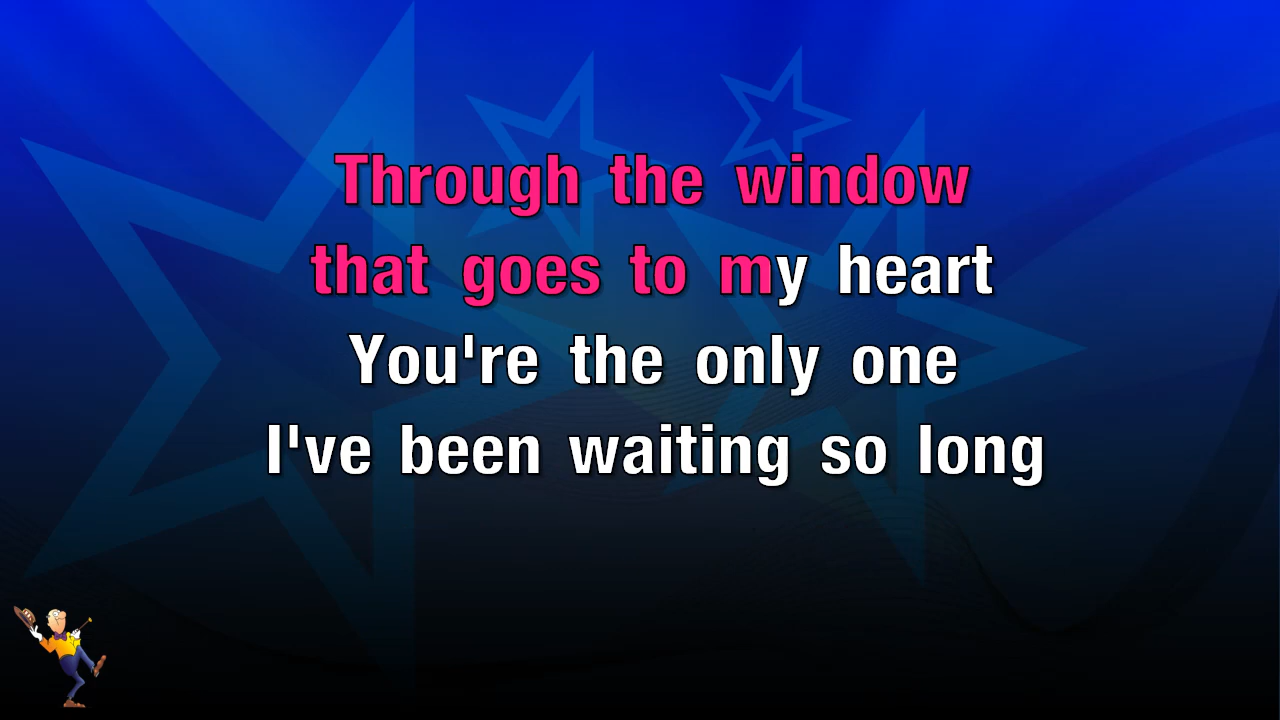 Through the window
that goes to my heart
You're the only one
I've been waiting so long